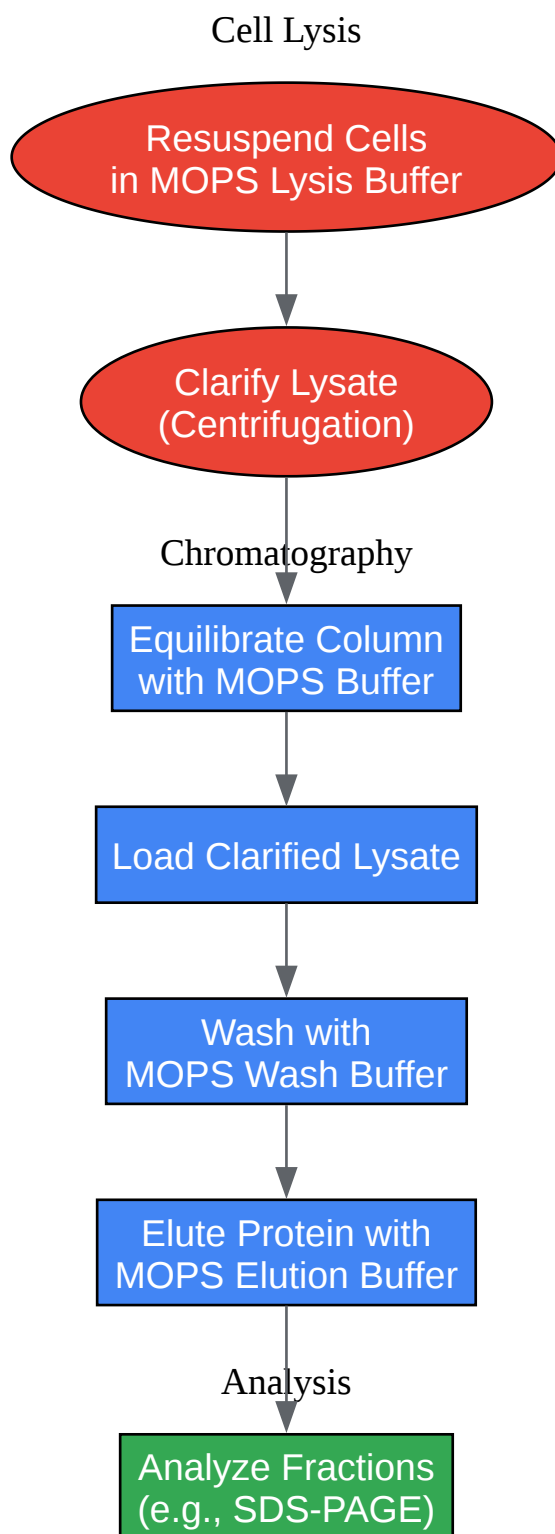 Cell Lysis
Resuspend Cells
in MOPS Lysis Buffer
Clarify Lysate
(Centrifugation)
Chromatography
Equilibrate Column
with MOPS Buffer
Load Clarified Lysate
Wash with
MOPS Wash Buffer
Elute Protein with
MOPS Elution Buffer
Analysis
Analyze Fractions
(e.g., SDS-PAGE)